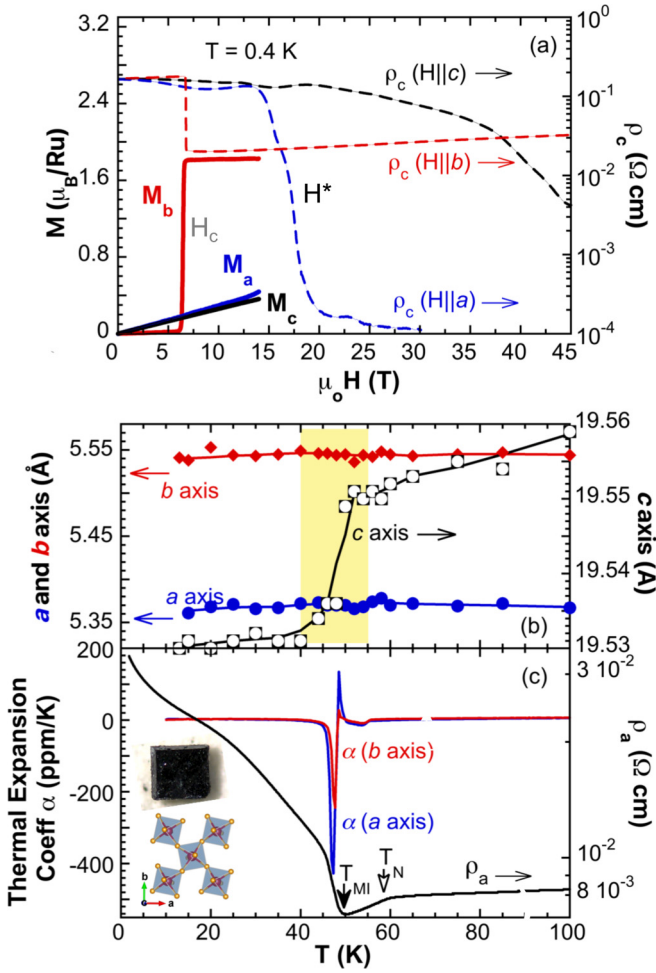 3.2
2.4
1.6
0.8
0
M (μB/Ru)
T = 0.4 K
(a)
ρc (H||c)
ρc (H||b)
ρc (H||a)
H*
Mb
Hc
Ma
Mc
10^0
10^-1
10^-2
10^-3
10^-4
ρc (Ω cm)
0 5 10 15 20 25 30 35 40 45
μoH (T)
5.55
5.45
5.35
a and b axis (Å)
b axis
c axis
a axis
(b)
19.56
19.55
19.54
19.53
c axis (Å)
200
0
-200
-400
Thermal Expansion
Coeff α (ppm/K)
(c)
α (b axis)
α (a axis)
TMI
TN
ρa
b
a
3 10^-2
10^-2
8 10^-3
ρa (Ω cm)
0 20 40 60 80 100
T (K)